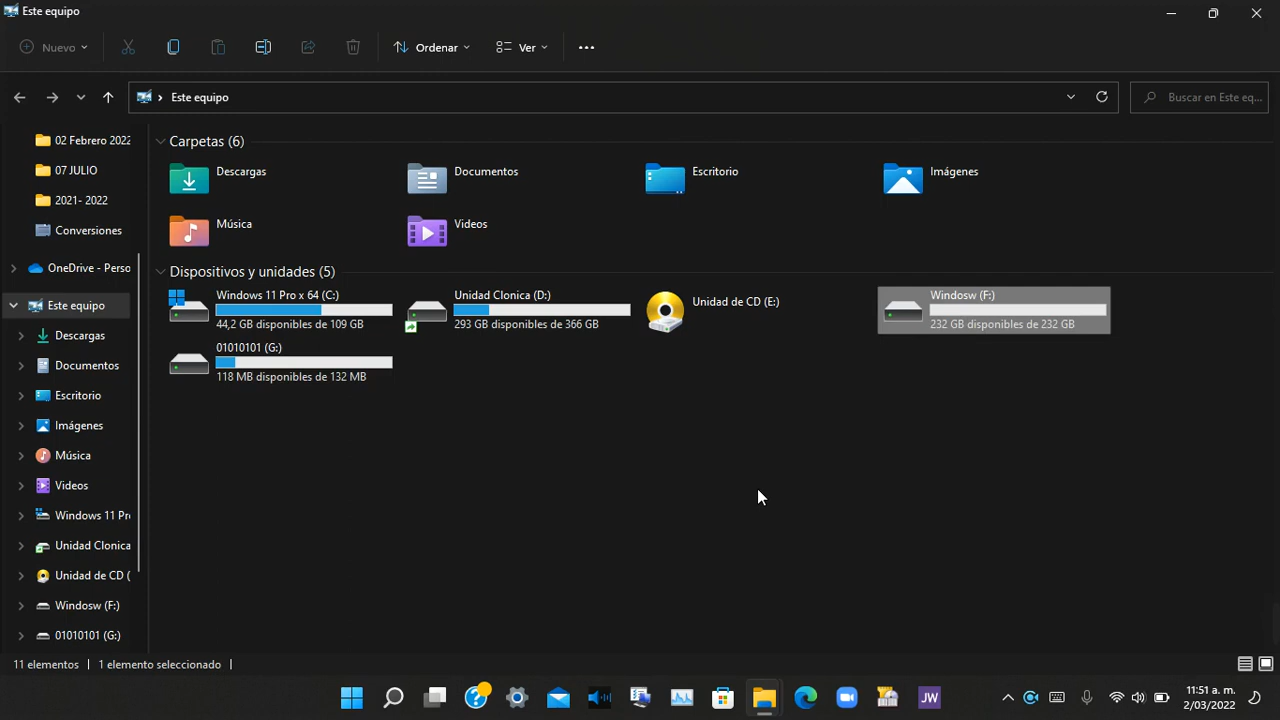 Este equipo
Nuevo
Ordenar
Ver
Este equipo
Buscar en Este eq...
02 Febrero 2022
07 JULIO
2021- 2022
Conversiones
OneDrive - Perso
Este equipo
Descargas
Documentos
Escritorio
Imágenes
Música
Videos
Windows 11 Pr
Unidad Clonica
Unidad de CD (
Windosw (F:)
01010101 (G:)
Carpetas (6)
Descargas
Documentos
Escritorio
Imágenes
Música
Videos
Dispositivos y unidades (5)
Windows 11 Pro x 64 (C:)
44,2 GB disponibles de 109 GB
Unidad Clonica (D:)
293 GB disponibles de 366 GB
Unidad de CD (E:)
Windosw (F:)
232 GB disponibles de 232 GB
01010101 (G:)
118 MB disponibles de 132 MB
11 elementos
1 elemento seleccionado
JW
11:51 a. m.
2/03/2022